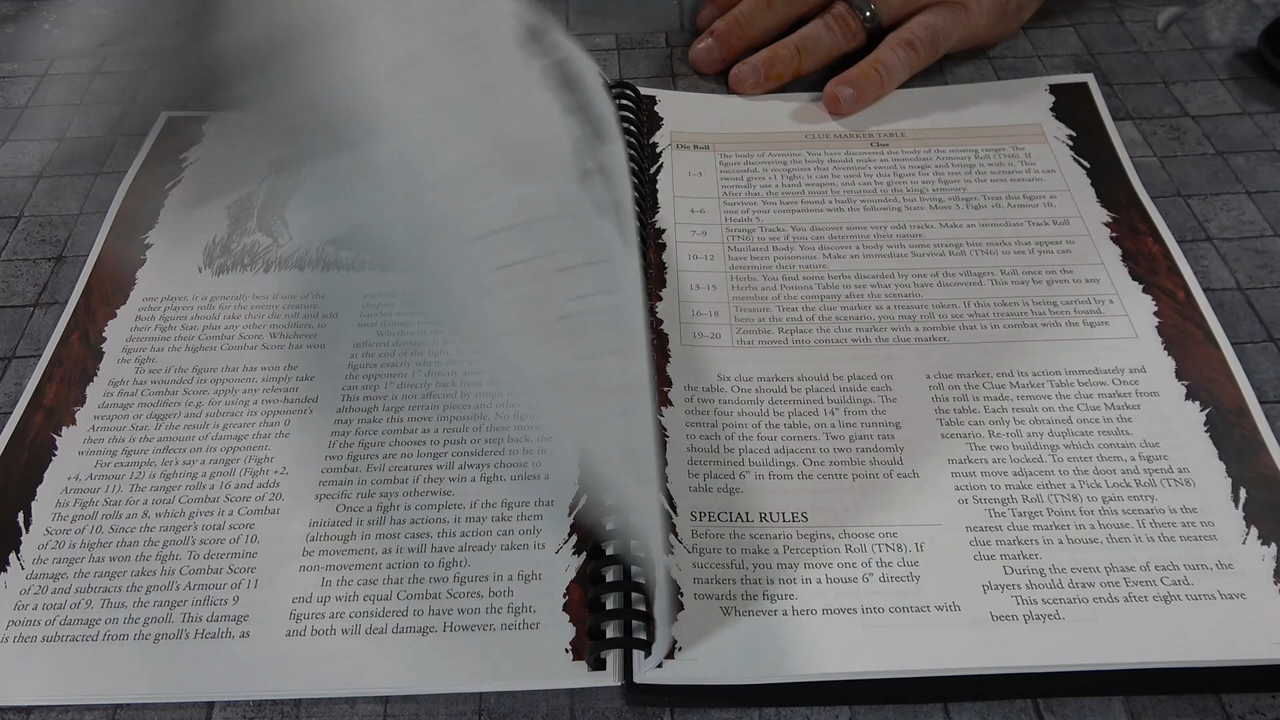 one player, it is generally best if one of the
other players rolls for the enemy creature.
Both figures should take their die roll and add
their Fight Stat, plus any other modifiers, to
determine their Combat Score. Whichever
figure has the highest Combat Score has won
the fight.
To see if the figure that has won the
fight has wounded its opponent, simply take
its final Combat Score, apply any relevant
damage modifiers (e.g. for using a two-handed
weapon or dagger) and subtract its opponent's
Armour Stat. If the result is greater than 0
then this is the amount of damage that the
winning figure inflicts on its opponent.
For example, let's say a ranger (Fight
+4, Armour 12) is fighting a gnoll (Fight +2,
Armour 11). The ranger rolls a 16 and adds
his Fight Stat for a total Combat Score of 20.
The gnoll rolls an 8, which gives it a Combat
Score of 10. Since the ranger's total score
of 20 is higher than the gnoll's score of 10,
the ranger has won the fight. To determine
damage, the ranger takes his Combat Score
of 20 and subtracts the gnoll's Armour of 11
for a total of 9. Thus, the ranger inflicts 9
points of damage on the gnoll. This damage
is then subtracted from the gnoll's Health, as
explained
chapter.
handed weapon
total damage
Whether
inflicted damage, it
at the end of the fight,
figures exactly where they are
the opponent 1" directly away
can step 1" directly back from
This move is not affected by rough
although large terrain pieces and other
may make this move impossible. No figure
may force combat as a result of these moves.
If the figure chooses to push or step back, the
two figures are no longer considered to be in
combat. Evil creatures will always choose to
remain in combat if they win a fight, unless a
specific rule says otherwise.
Once a fight is complete, if the figure that
initiated it still has actions, it may take them
(although in most cases, this action can only
be movement, as it will have already taken its
non-movement action to fight).
In the case that the two figures in a fight
end up with equal Combat Scores, both
figures are considered to have won the fight,
and both will deal damage. However, neither
CLUE MARKER TABLE
Die Roll Clue
1–3 The body of Aventine. You have discovered the body of the missing ranger. The
figure discovering the body should make an immediate Armoury Roll (TN6). If
successful, it recognizes that Aventine's sword is magic and brings it with it. This
sword gives +1 Fight; it can be used by this figure for the rest of the scenario if it can
normally use a hand weapon, and can be given to any figure in the next scenario.
After that, the sword must be returned to the king's armoury.
4–6 Survivor. You have found a badly wounded, but living, villager. Treat this figure as
one of your companions with the following Stats: Move 3, Fight +0, Armour 10,
Health 5.
7–9 Strange Tracks. You discover some very odd tracks. Make an immediate Track Roll
(TN6) to see if you can determine their nature.
10–12 Mutilated Body. You discover a body with some strange bite marks that appear to
have been poisonous. Make an immediate Survival Roll (TN6) to see if you can
determine their nature.
13–15 Herbs. You find some herbs discarded by one of the villagers. Roll once on the
Herbs and Potions Table to see what you have discovered. This may be given to any
member of the company after the scenario.
16–18 Treasure. Treat the clue marker as a treasure token. If this token is being carried by a
hero at the end of the scenario, you may roll to see what treasure has been found.
19–20 Zombie. Replace the clue marker with a zombie that is in combat with the figure
that moved into contact with the clue marker.
Six clue markers should be placed on
the table. One should be placed inside each
of two randomly determined buildings. The
other four should be placed 14" from the
central point of the table, on a line running
to each of the four corners. Two giant rats
should be placed adjacent to two randomly
determined buildings. One zombie should
be placed 6" in from the centre point of each
table edge.
SPECIAL RULES
Before the scenario begins, choose one
figure to make a Perception Roll (TN8). If
successful, you may move one of the clue
markers that is not in a house 6" directly
towards the figure.
Whenever a hero moves into contact with
a clue marker, end its action immediately and
roll on the Clue Marker Table below. Once
this roll is made, remove the clue marker from
the table. Each result on the Clue Marker
Table can only be obtained once in the
scenario. Re-roll any duplicate results.
The two buildings which contain clue
markers are locked. To enter them, a figure
must move adjacent to the door and spend an
action to make either a Pick Lock Roll (TN8)
or Strength Roll (TN8) to gain entry.
The Target Point for this scenario is the
nearest clue marker in a house. If there are no
clue markers in a house, then it is the nearest
clue marker.
During the event phase of each turn, the
players should draw one Event Card.
This scenario ends after eight turns have
been played.